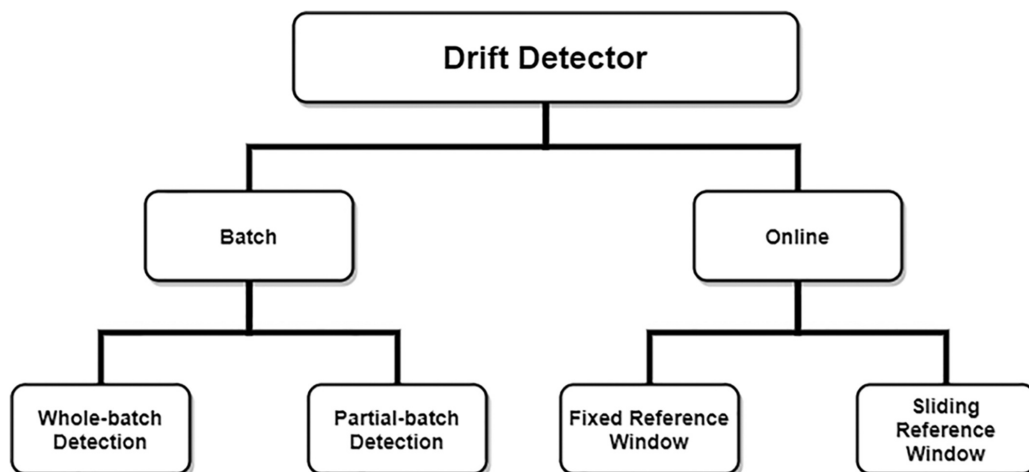 Drift Detector
Batch
Online
Whole-batch
Detection
Partial-batch
Detection
Fixed Reference
Window
Sliding
Reference
Window